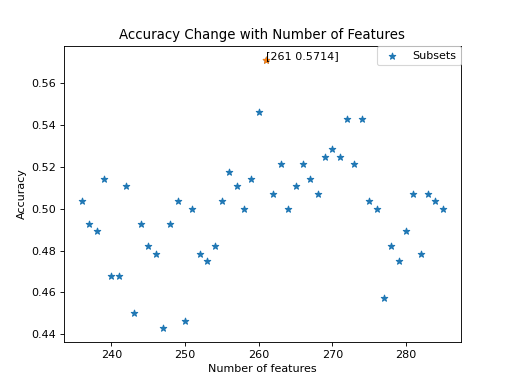 Accuracy Change with Number of Features
[261 0.5714]
Subsets
0.56
0.54
0.52
0.50
0.48
0.46
0.44
Accuracy
240 250 260 270 280
Number of features